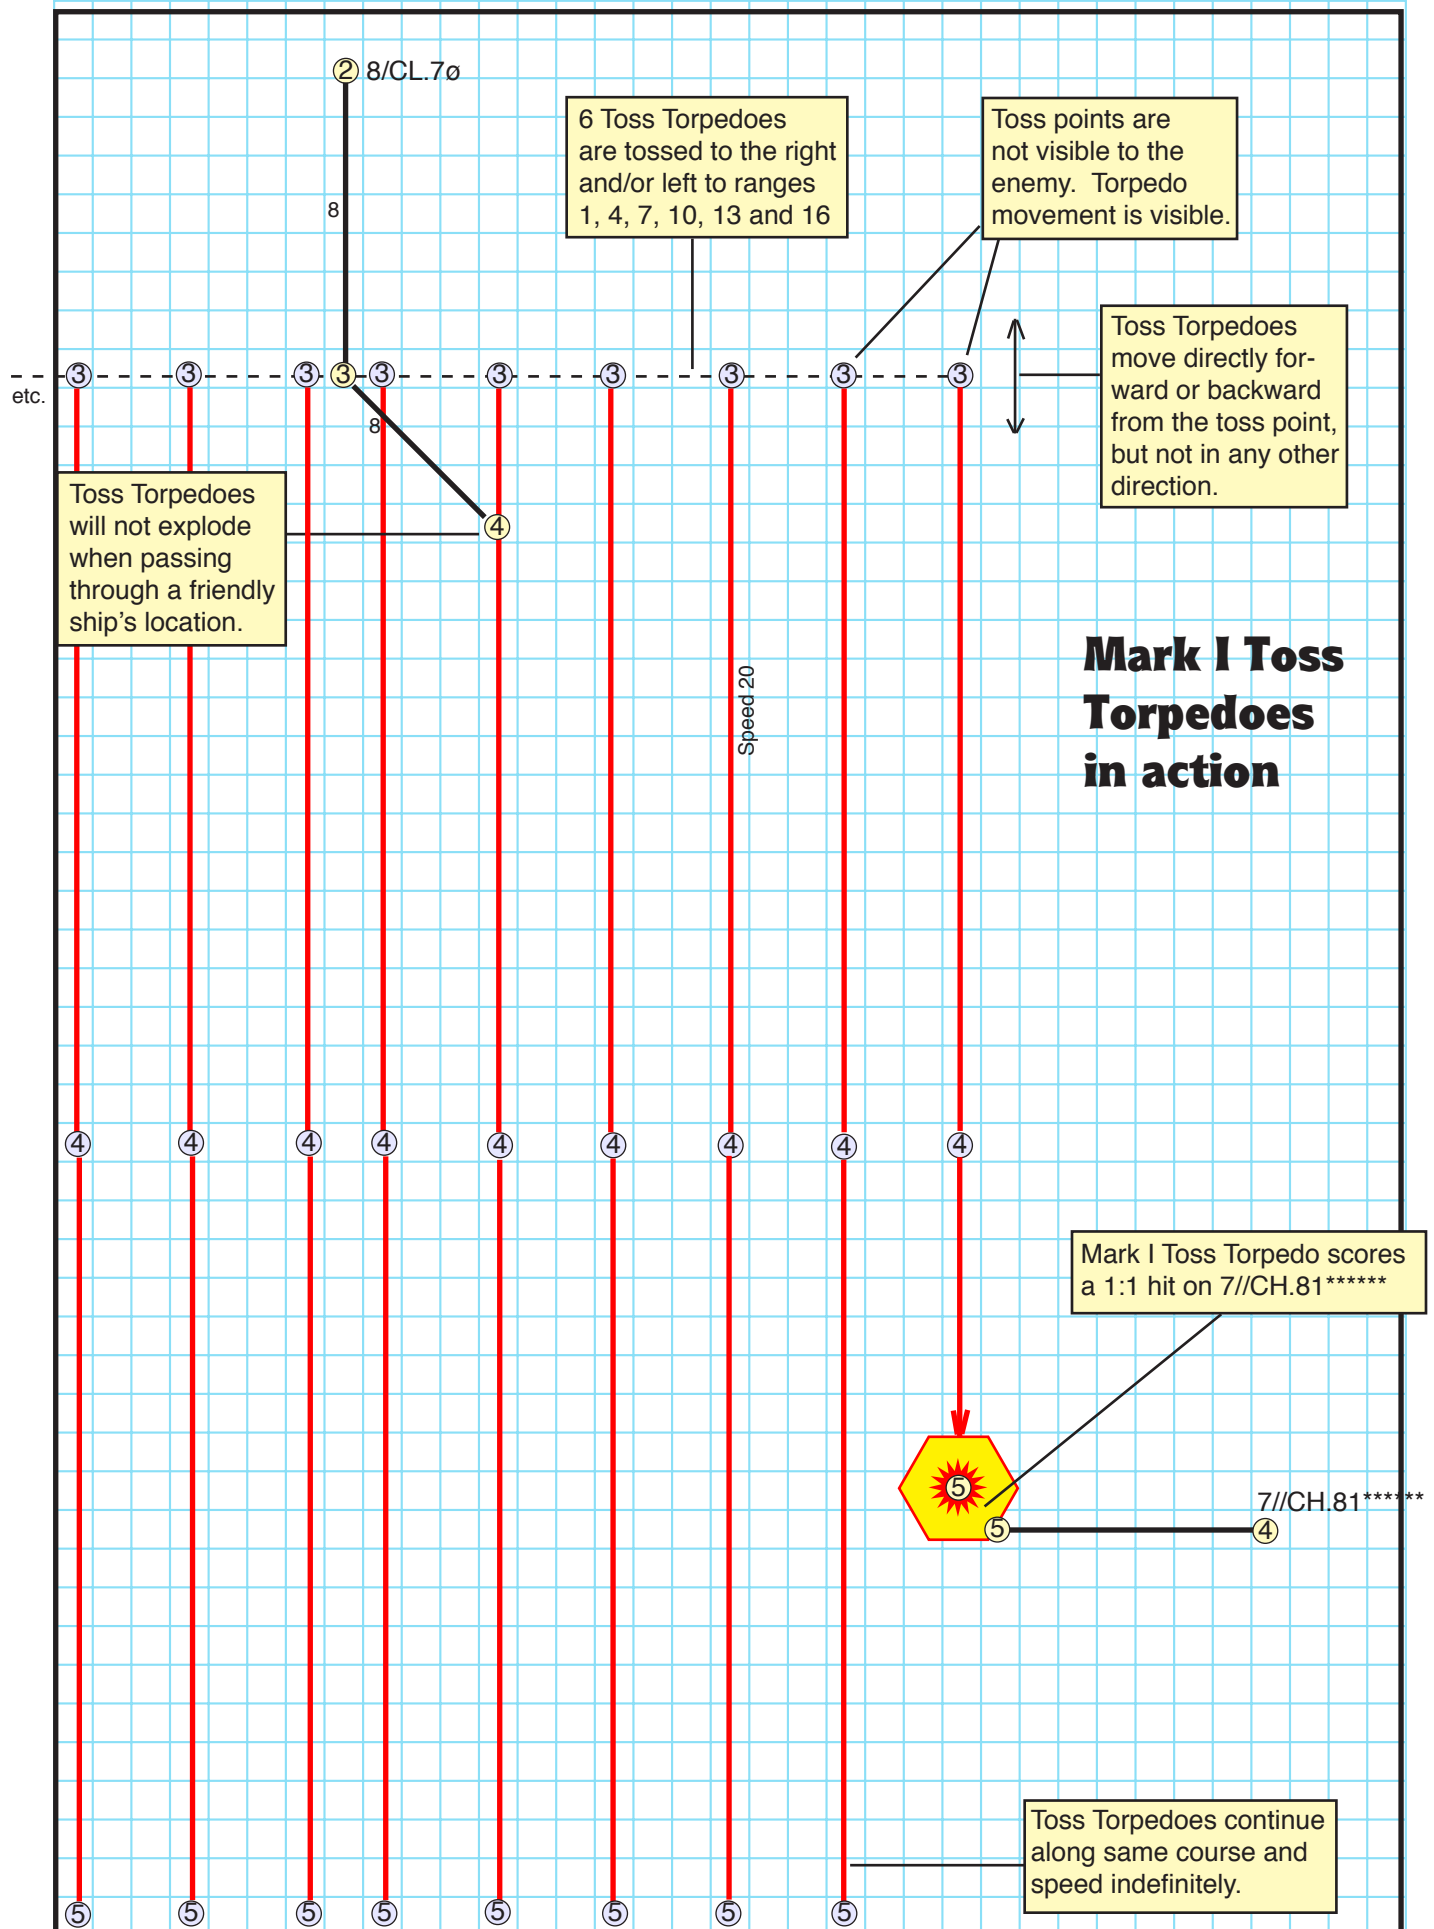 2 8/CL.7ø
6 Toss Torpedoes
are tossed to the right
and/or left to ranges
1, 4, 7, 10, 13 and 16
Toss points are
not visible to the
enemy. Torpedo
movement is visible.
8
Toss Torpedoes
move directly for-
ward or backward
from the toss point,
but not in any other
direction.
3 3 3 3 3 3 3 3 3 3
etc.
8
Toss Torpedoes
will not explode
when passing
through a friendly
ship's location.
4
Mark I Toss
Torpedoes
in action
Speed 20
4 4 4 4 4 4 4 4 4
Mark I Toss Torpedo scores
a 1:1 hit on 7//CH.81******
5
7//CH.81******
5 4
Toss Torpedoes continue
along same course and
speed indefinitely.
5 5 5 5 5 5 5 5